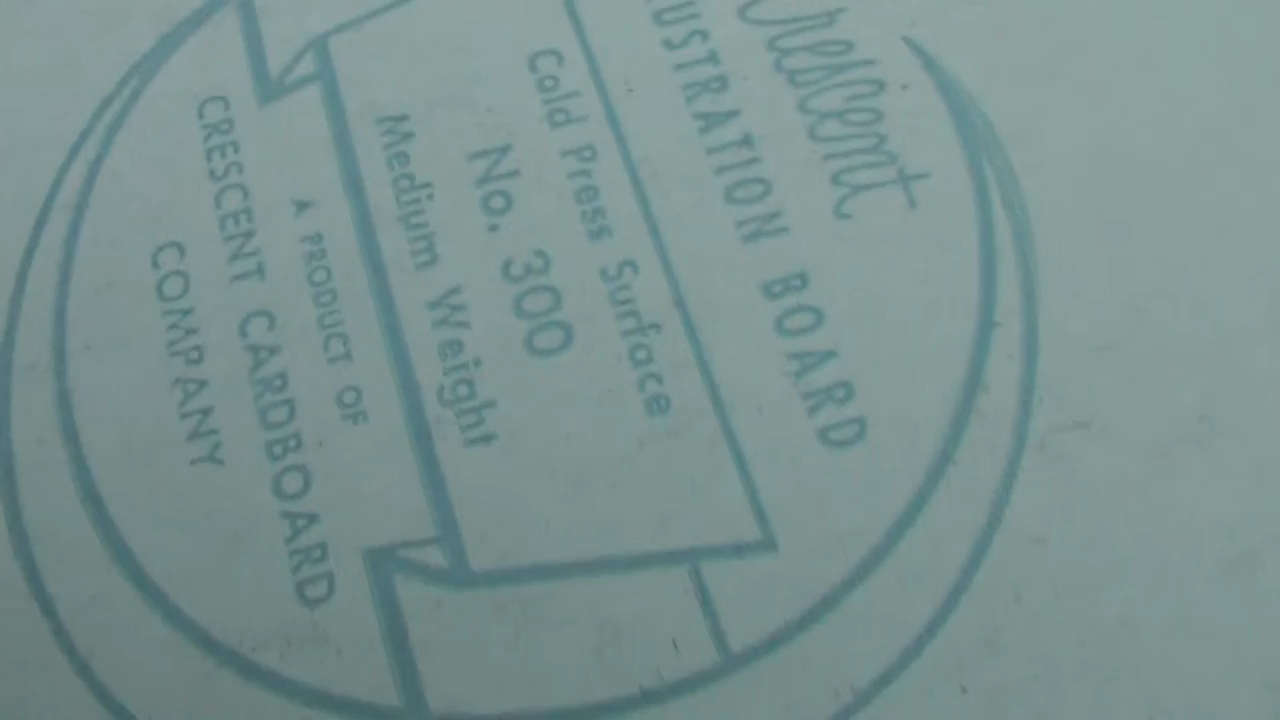 Crescent
USTRATION BOARD
Cold Press Surface
No. 300
Medium Weight
A PRODUCT OF
CRESCENT CARDBOARD
COMPANY